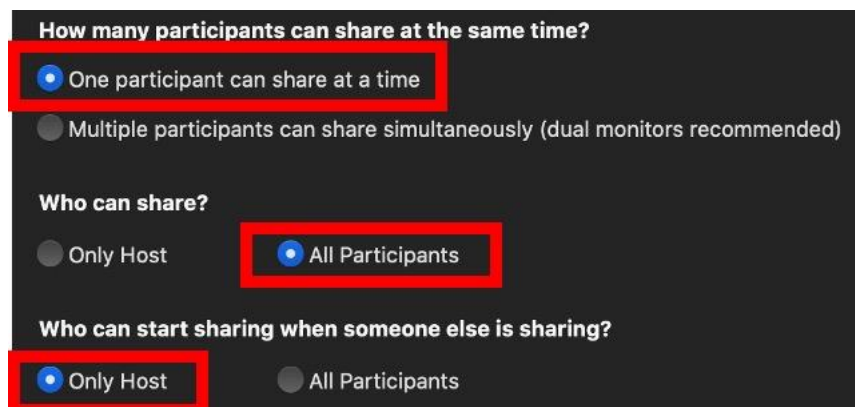 How many participants can share at the same time?
One participant can share at a time
Multiple participants can share simultaneously (dual monitors recommended)
Who can share?
Only Host All Participants
Who can start sharing when someone else is sharing?
Only Host All Participants